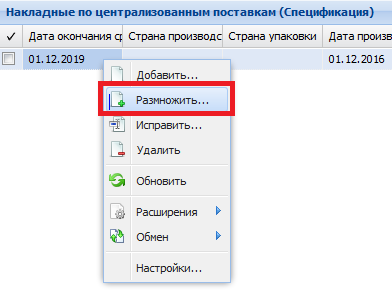 Накладные по централизованным поставкам (Спецификация)
Дата окончания ср Страна производс Страна упаковки Дата произв
01.12.2019 01.12.2016
Добавить...
Размножить...
Исправить...
Удалить
Обновить
Расширения
Обмен
Настройки...